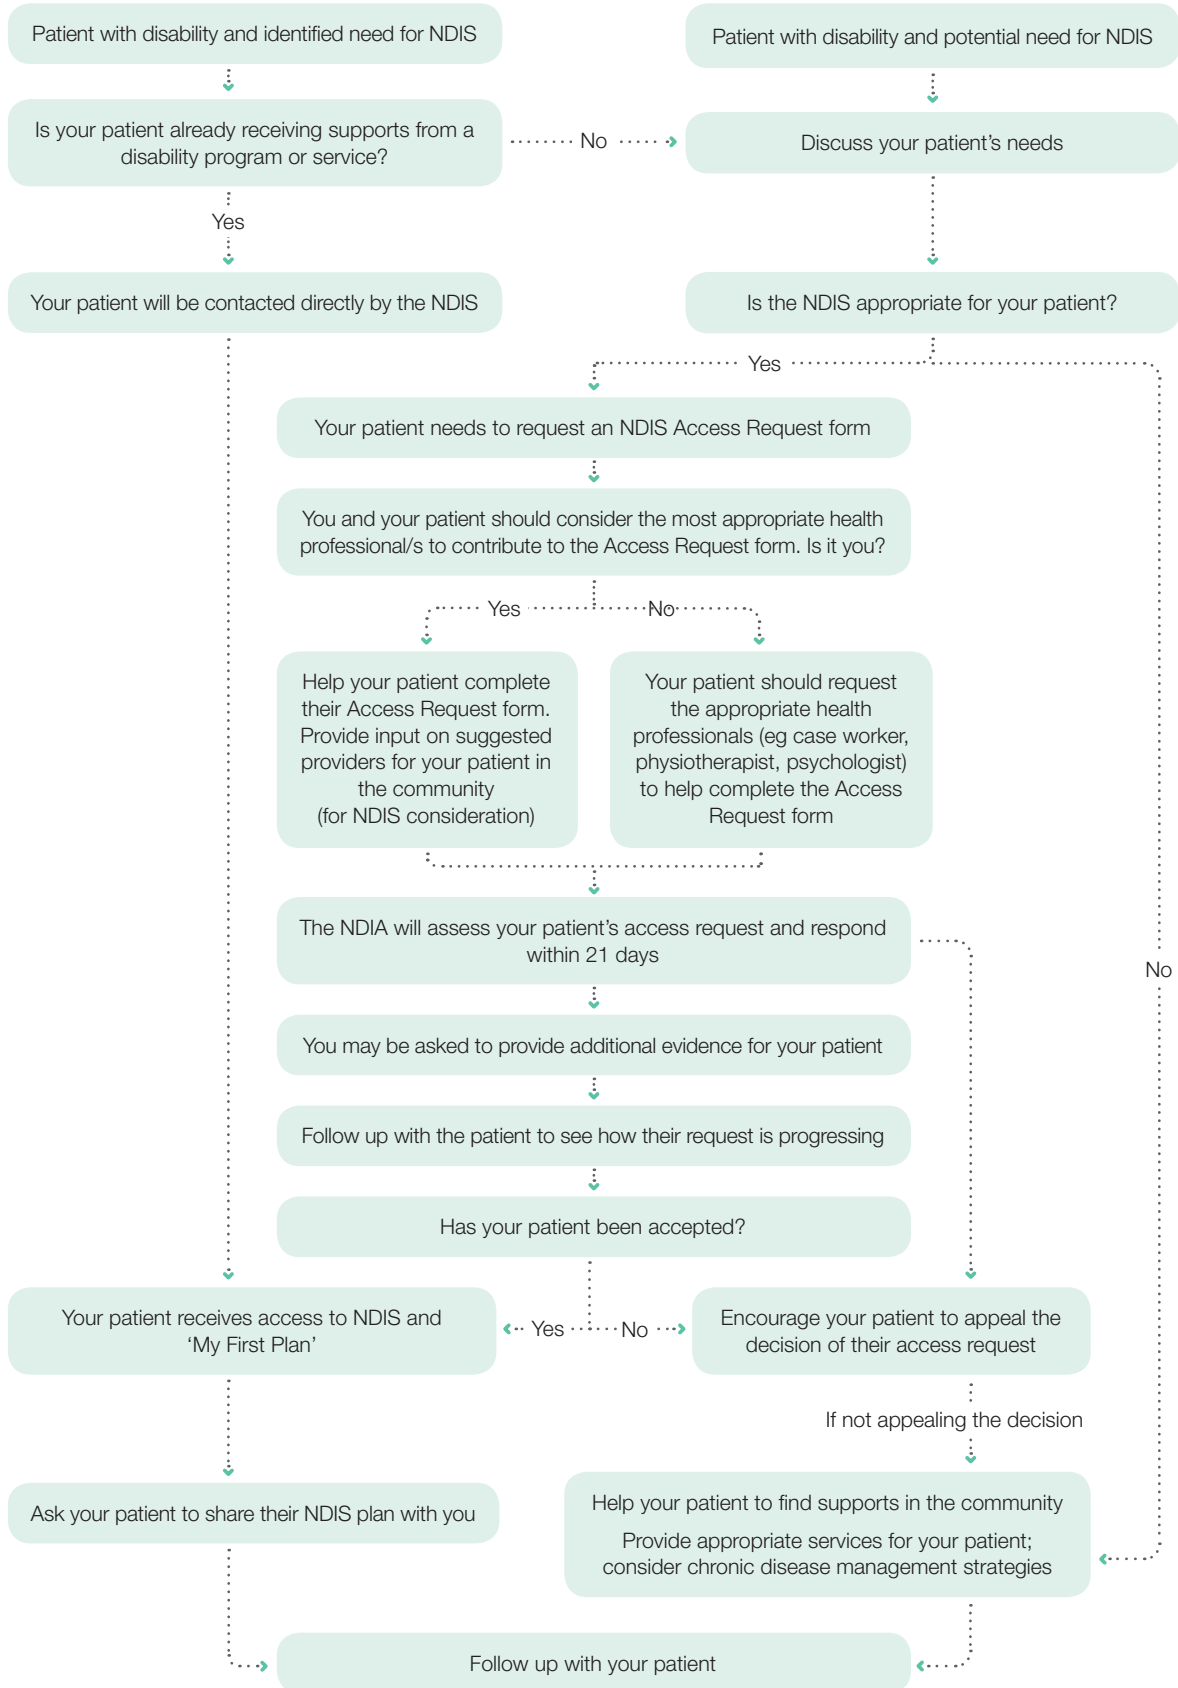 Patient with disability and identified need for NDIS
Patient with disability and potential need for NDIS
Is your patient already receiving supports from a
disability program or service?
No
Discuss your patient’s needs
Yes
Your patient will be contacted directly by the NDIS
Is the NDIS appropriate for your patient?
Yes
Your patient needs to request an NDIS Access Request form
You and your patient should consider the most appropriate health
professional/s to contribute to the Access Request form. Is it you?
Yes
No
Help your patient complete
their Access Request form.
Provide input on suggested
providers for your patient in
the community
(for NDIS consideration)
Your patient should request
the appropriate health
professionals (eg case worker,
physiotherapist, psychologist)
to help complete the Access
Request form
The NDIA will assess your patient’s access request and respond
within 21 days
No
You may be asked to provide additional evidence for your patient
Follow up with the patient to see how their request is progressing
Has your patient been accepted?
Your patient receives access to NDIS and
‘My First Plan’
Yes
No
Encourage your patient to appeal the
decision of their access request
If not appealing the decision
Ask your patient to share their NDIS plan with you
Help your patient to find supports in the community
Provide appropriate services for your patient;
consider chronic disease management strategies
Follow up with your patient